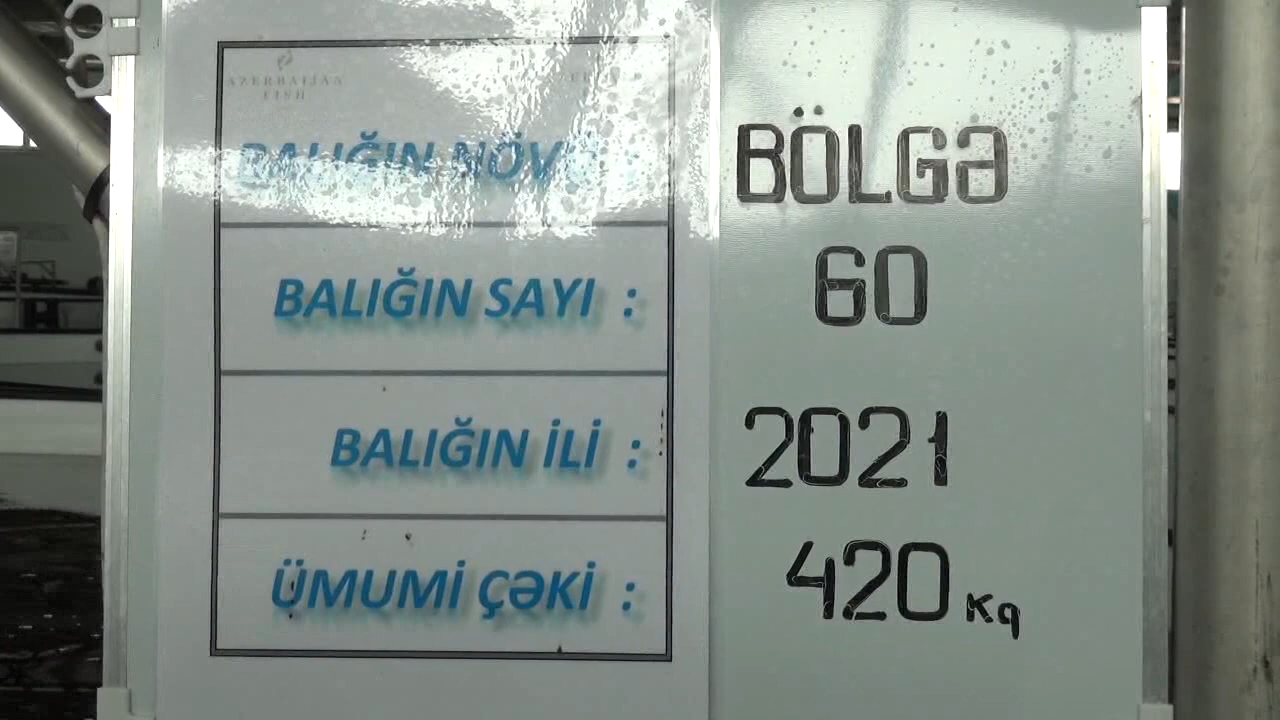 AZERBAIJAN
FISH
BALIĞIN NÖVÜ : BÖLGƏ
BALIĞIN SAYI : 60
BALIĞIN İLİ : 2021
ÜMUMİ ÇƏKİ : 420 Kq